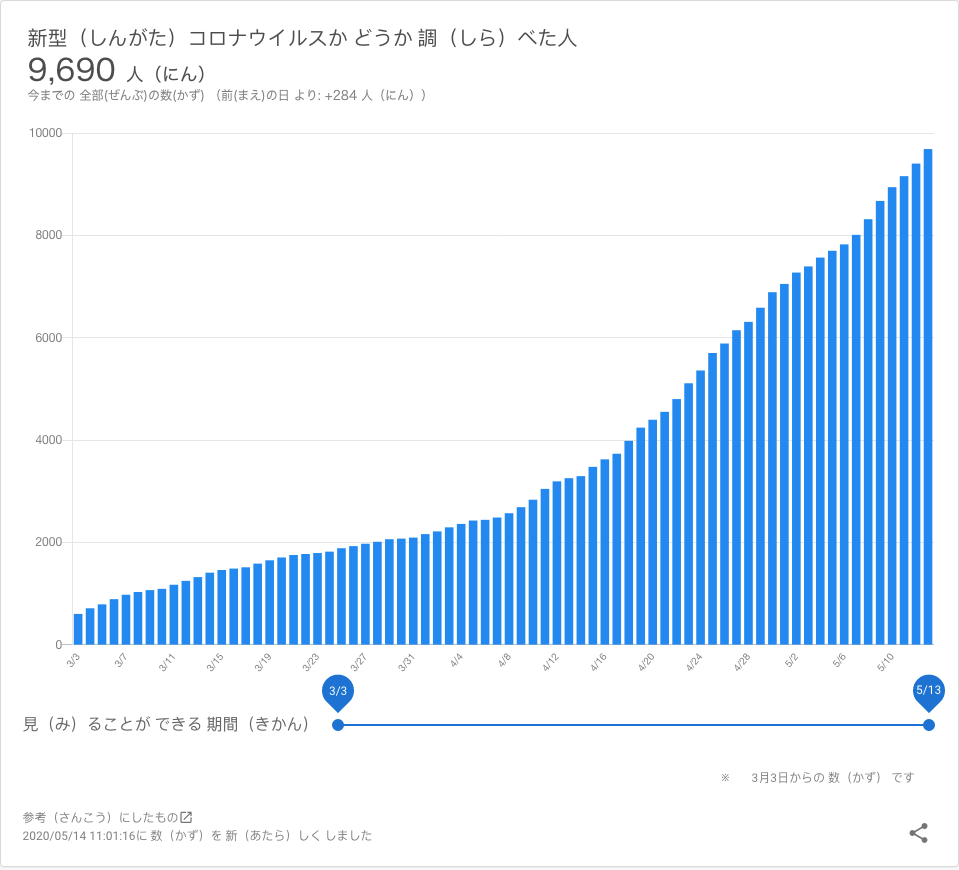 新型（しんがた）コロナウイルスか どうか 調（しら）べた人
9,690 人（にん）
今までの 全部(ぜんぶ)の数(かず) （前(まえ)の日 より: +284 人（にん））
10000
8000
6000
4000
2000
0
3/3 3/7 3/11 3/15 3/19 3/23 3/27 3/31 4/4 4/8 4/12 4/16 4/20 4/24 4/28 5/2 5/6 5/10
3/3 5/13
見（み）ることが できる 期間（きかん）
※ 3月3日からの 数（かず） です
参考（さんこう）にしたもの
2020/05/14 11:01:16に 数（かず）を 新（あたら）しく しました